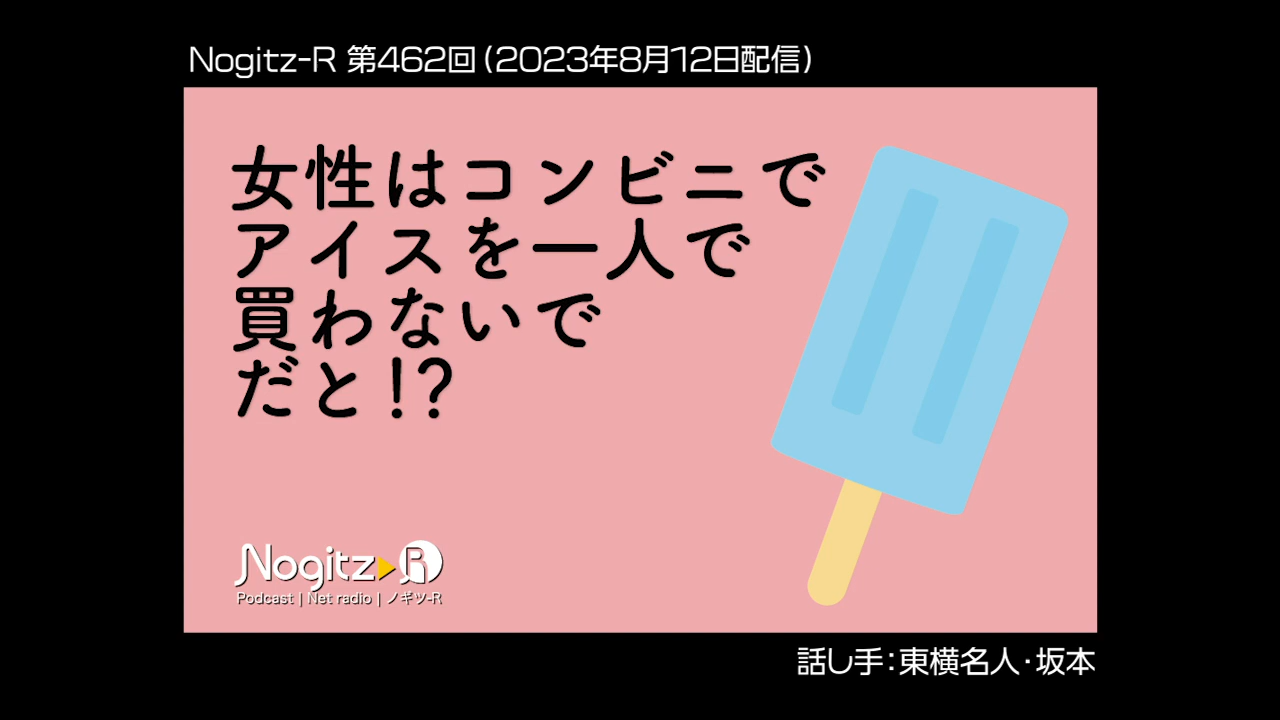 Nogitz-R 第462回（2023年8月12日配信）
女性はコンビニで
アイスを一人で
買わないで
だと！？
Nogitz R
Podcast | Net radio | ノギツ-R
話し手：東横名人・坂本